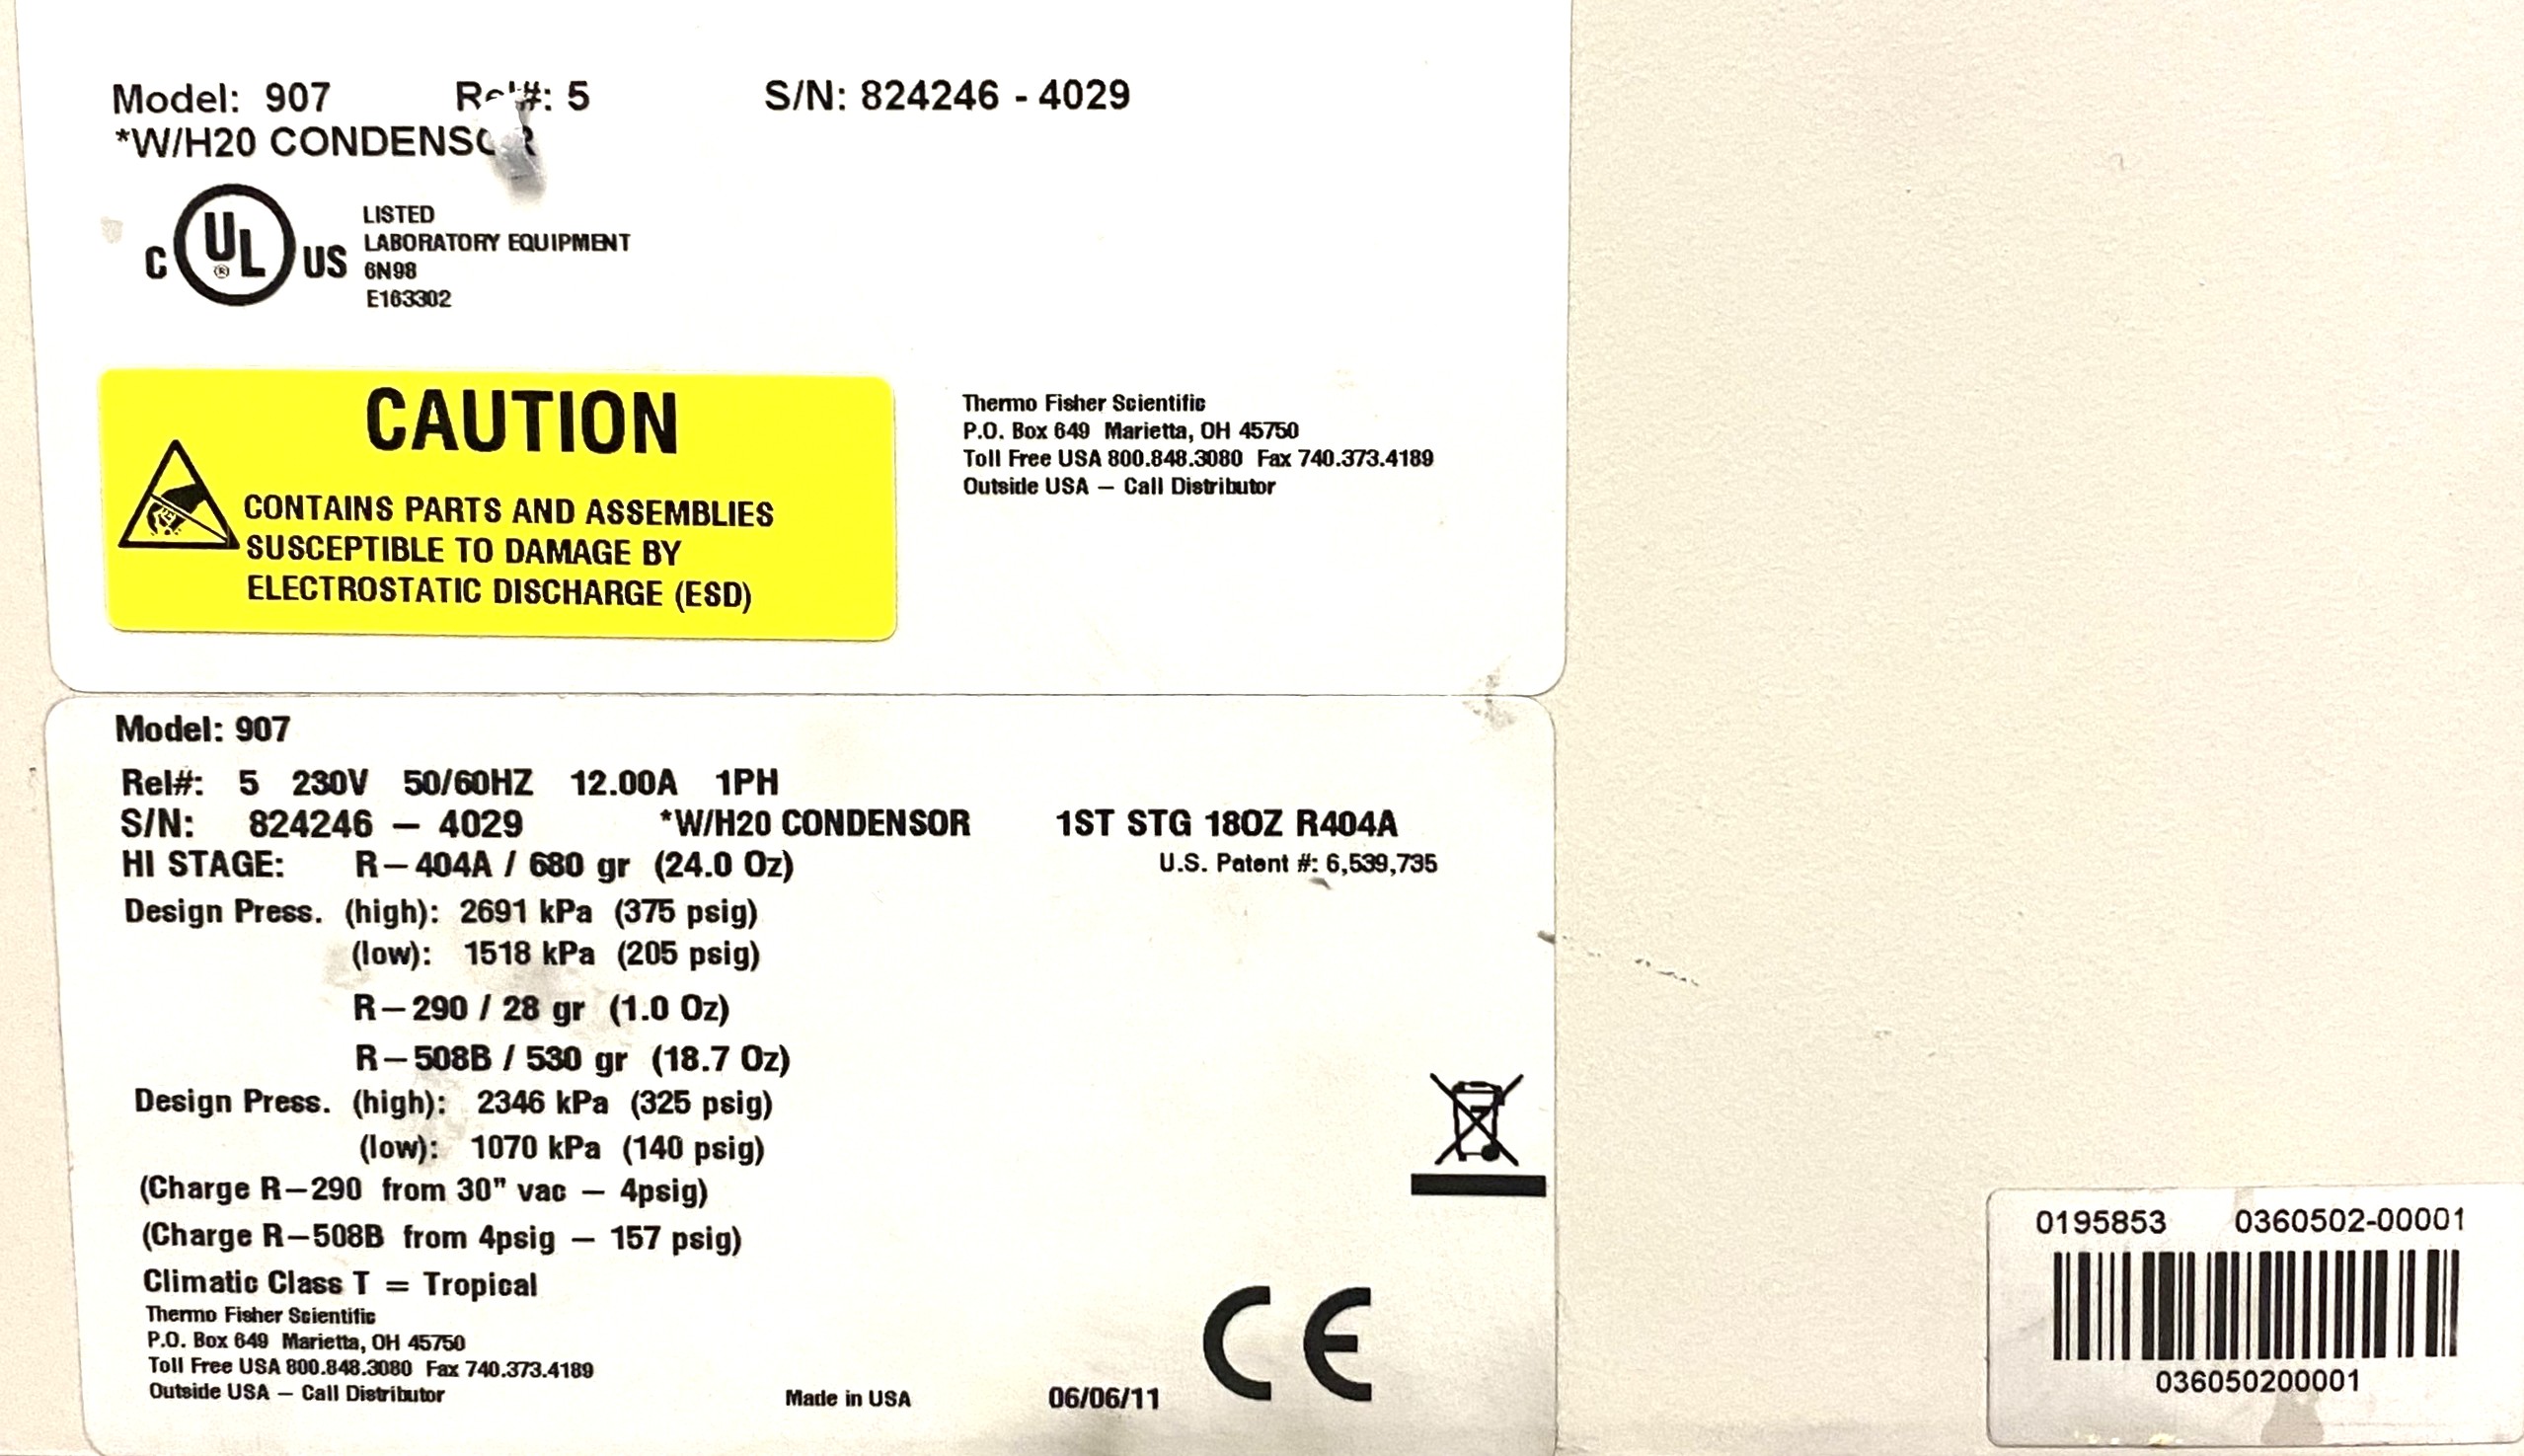 Model: 907 Rel#: 5 S/N: 824246 - 4029
*W/H20 CONDENSOR
C UL ® US
LISTED
LABORATORY EQUIPMENT
6N98
E163302
CAUTION
CONTAINS PARTS AND ASSEMBLIES
SUSCEPTIBLE TO DAMAGE BY
ELECTROSTATIC DISCHARGE (ESD)
Thermo Fisher Scientific
P.O. Box 649 Marietta, OH 45750
Toll Free USA 800.848.3080 Fax 740.373.4189
Outside USA – Call Distributor
Model: 907
Rel#: 5 230V 50/60HZ 12.00A 1PH
S/N: 824246 – 4029 *W/H20 CONDENSOR 1ST STG 18OZ R404A
HI STAGE: R–404A / 680 gr (24.0 Oz) U.S. Patent #: 6,539,735
Design Press. (high): 2691 kPa (375 psig)
(low): 1518 kPa (205 psig)
R–290 / 28 gr (1.0 Oz)
R–508B / 530 gr (18.7 Oz)
Design Press. (high): 2346 kPa (325 psig)
(low): 1070 kPa (140 psig)
(Charge R–290 from 30" vac – 4psig)
(Charge R–508B from 4psig – 157 psig)
Climatic Class T = Tropical
Thermo Fisher Scientific
P.O. Box 649 Marietta, OH 45750
Toll Free USA 800.848.3080 Fax 740.373.4189
Outside USA – Call Distributor
Made in USA 06/06/11 CE
0195853 0360502-00001
036050200001